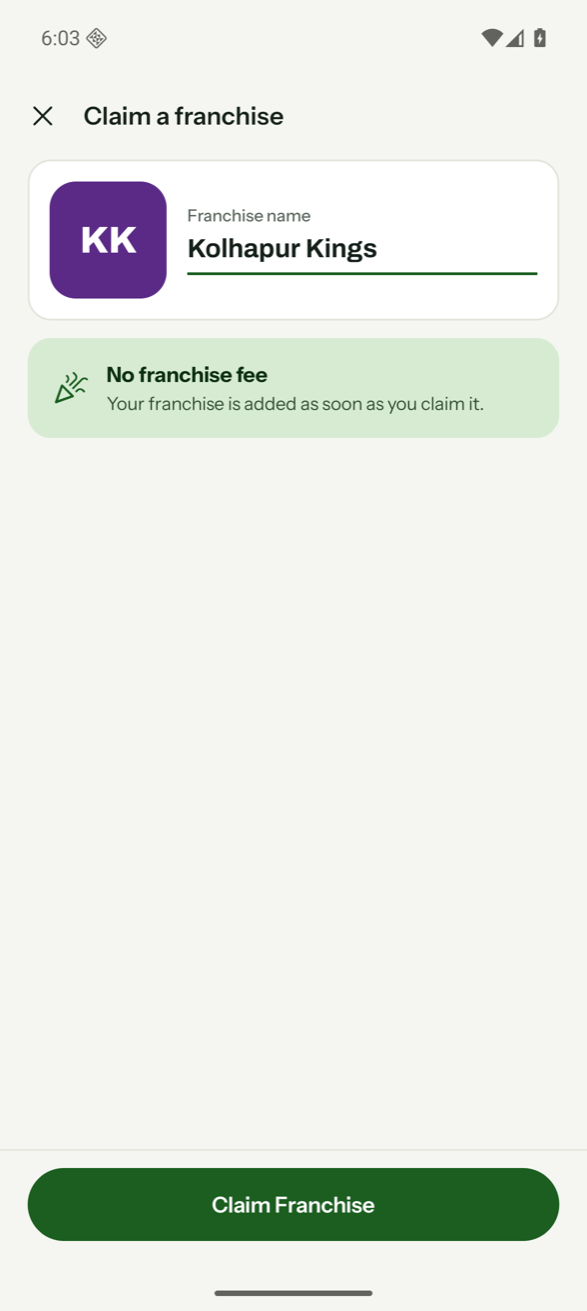 6:03
Claim a franchise
KK
Franchise name
Kolhapur Kings
No franchise fee
Your franchise is added as soon as you claim it.
Claim Franchise